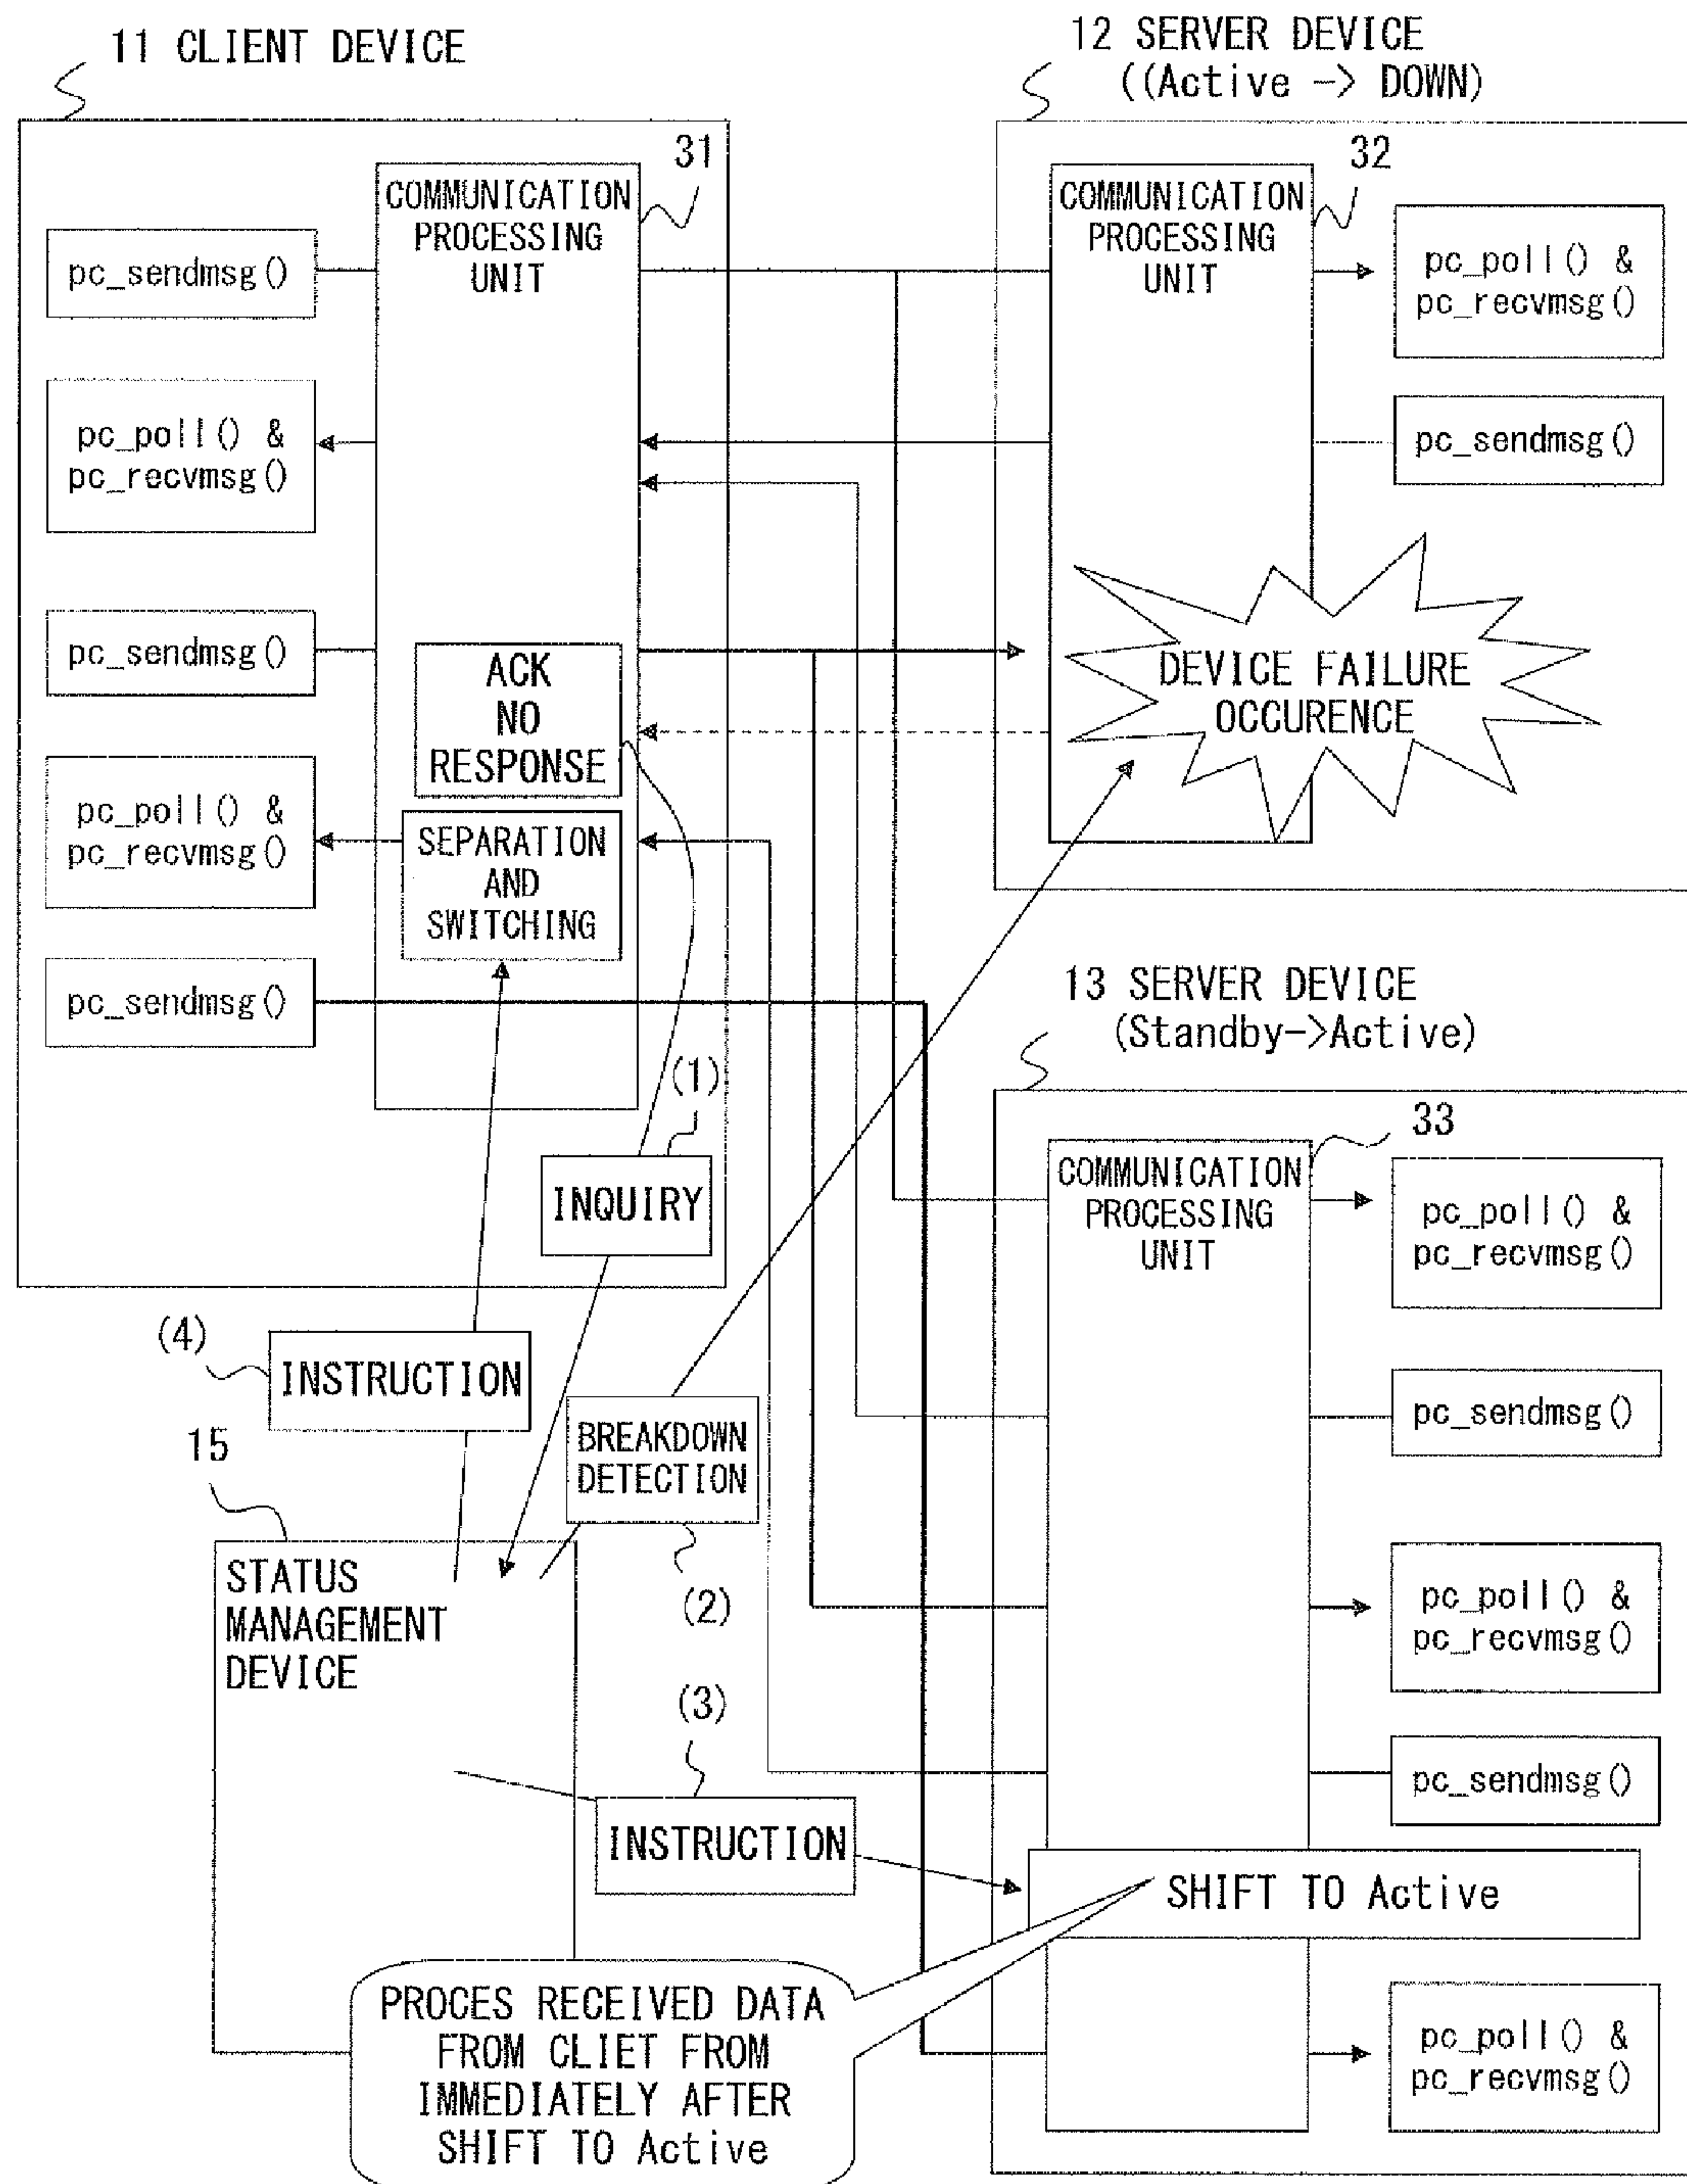 11 CLIENT DEVICE
31
COMMUNICATION
PROCESSING
UNIT
pc_sendmsg()
pc_poll() &
pc_recvmsg()
pc_sendmsg()
ACK
NO
RESPONSE
pc_poll() &
pc_recvmsg()
SEPARATION
AND
SWITCHING
pc_sendmsg()
(1)
INQUIRY
12 SERVER DEVICE
((Active -> DOWN)
32
COMMUNICATION
PROCESSING
UNIT
pc_poll() &
pc_recvmsg()
pc_sendmsg()
DEVICE FAILURE
OCCURENCE
13 SERVER DEVICE
(Standby->Active)
33
COMMUNICATION
PROCESSING
UNIT
pc_poll() &
pc_recvmsg()
pc_sendmsg()
pc_poll() &
pc_recvmsg()
pc_sendmsg()
SHIFT TO Active
pc_poll() &
pc_recvmsg()
(4)
INSTRUCTION
BREAKDOWN
DETECTION
(2)
15
STATUS
MANAGEMENT
DEVICE
(3)
INSTRUCTION
PROCES RECEIVED DATA
FROM CLIET FROM
IMMEDIATELY AFTER
SHIFT TO Active